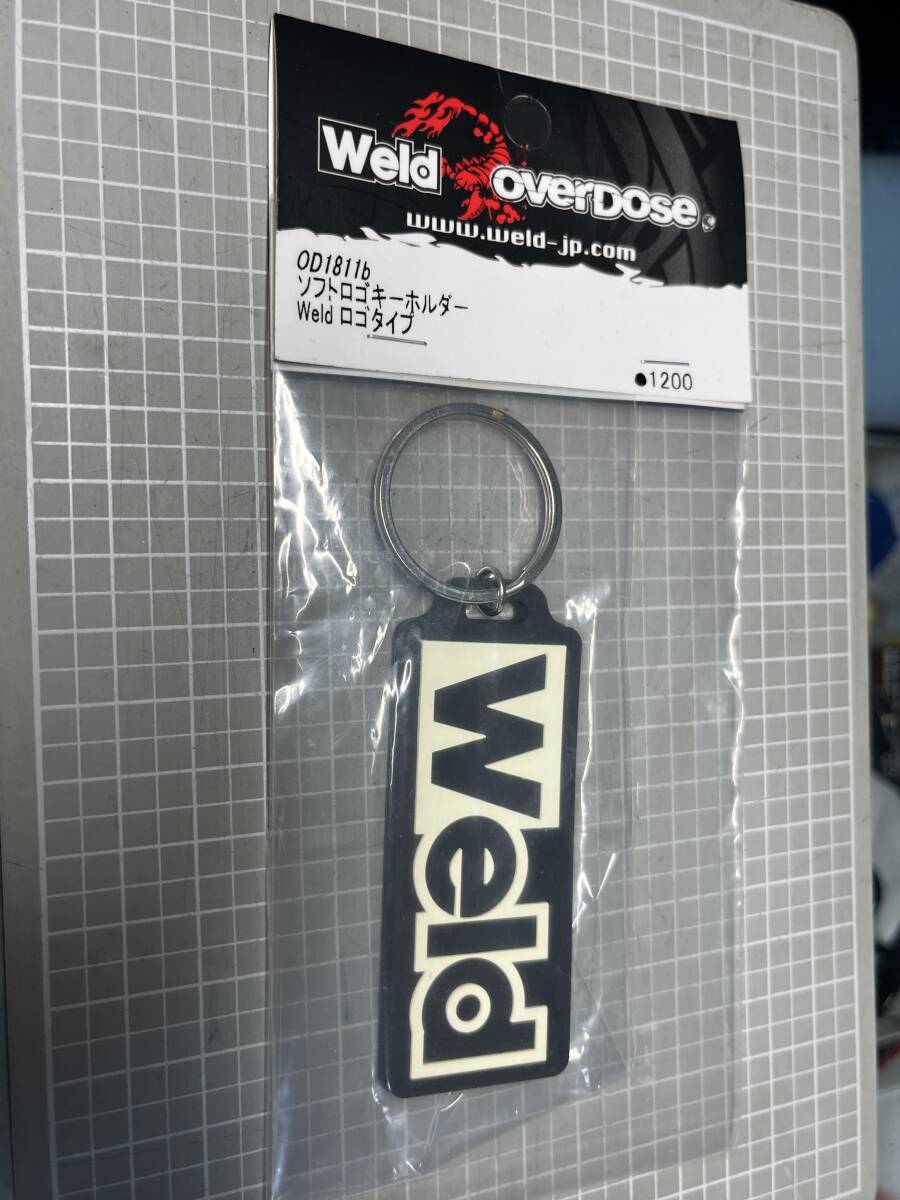 Weld OVERDOSE
www.weld-jp.com
OD1811b
ソフトロゴキーホルダー
Weld ロゴタイプ
●1200
Weld